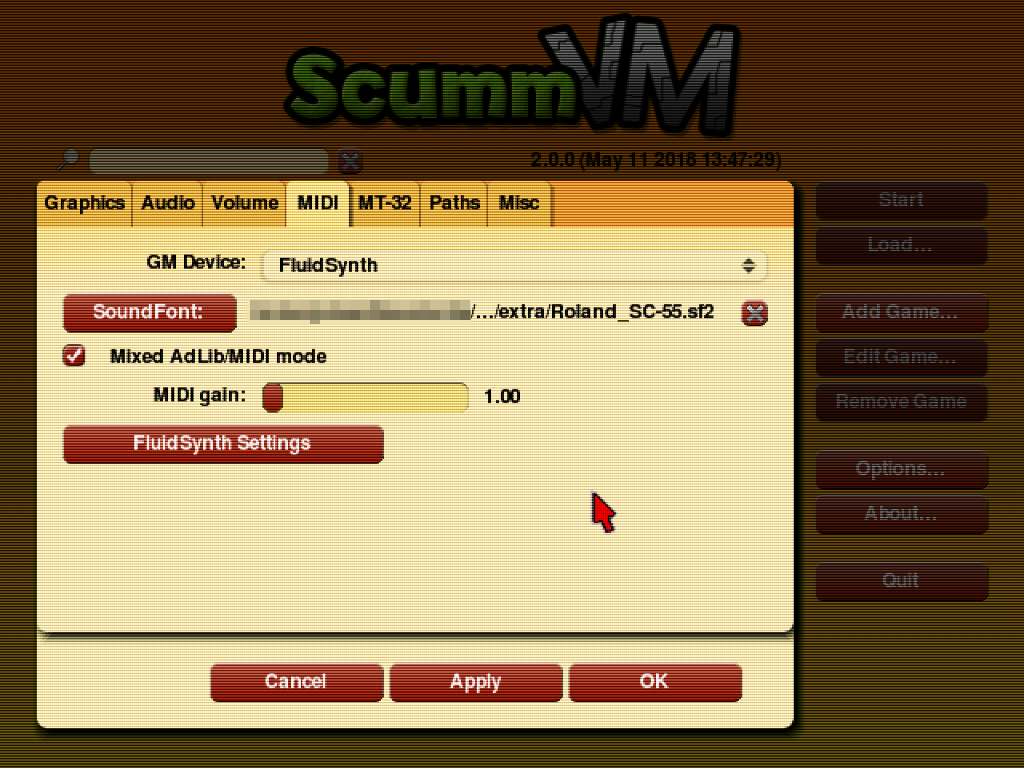 ScummVM
2.0.0 (May 11 2018 13:47:29)
Graphics Audio Volume MIDI MT-32 Paths Misc
Start
Load...
GM Device: FluidSynth
SoundFont: /.../extra/Roland_SC-55.sf2
Add Game...
Mixed AdLib/MIDI mode
Edit Game...
MIDI gain: 1.00
Remove Game
FluidSynth Settings
Options...
About...
Quit
Cancel Apply OK